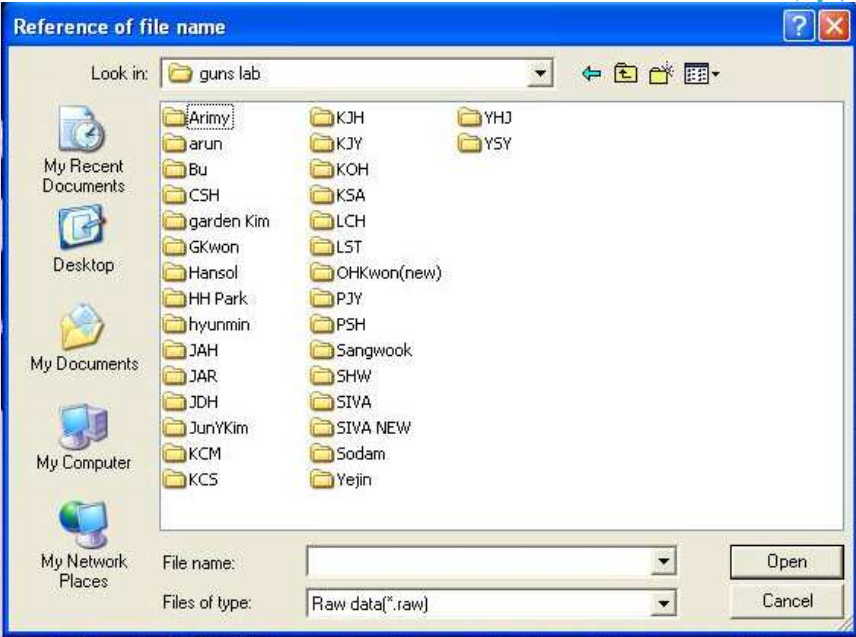 Reference of file name
Look in:
guns lab
My Recent
Documents
Desktop
My Documents
My Computer
My Network
Places
Arimy
arun
Bu
CSH
garden Kim
GKwon
Hansol
HH Park
hyunmin
JAH
JAR
JDH
JunYKim
KCM
KCS
KJH
KJY
KOH
KSA
LCH
LST
OHKwon(new)
PJY
PSH
Sangwook
SHW
SIVA
SIVA NEW
Sodam
Yejin
YHJ
YSY
File name:
Open
Files of type:
Raw data(*.raw)
Cancel